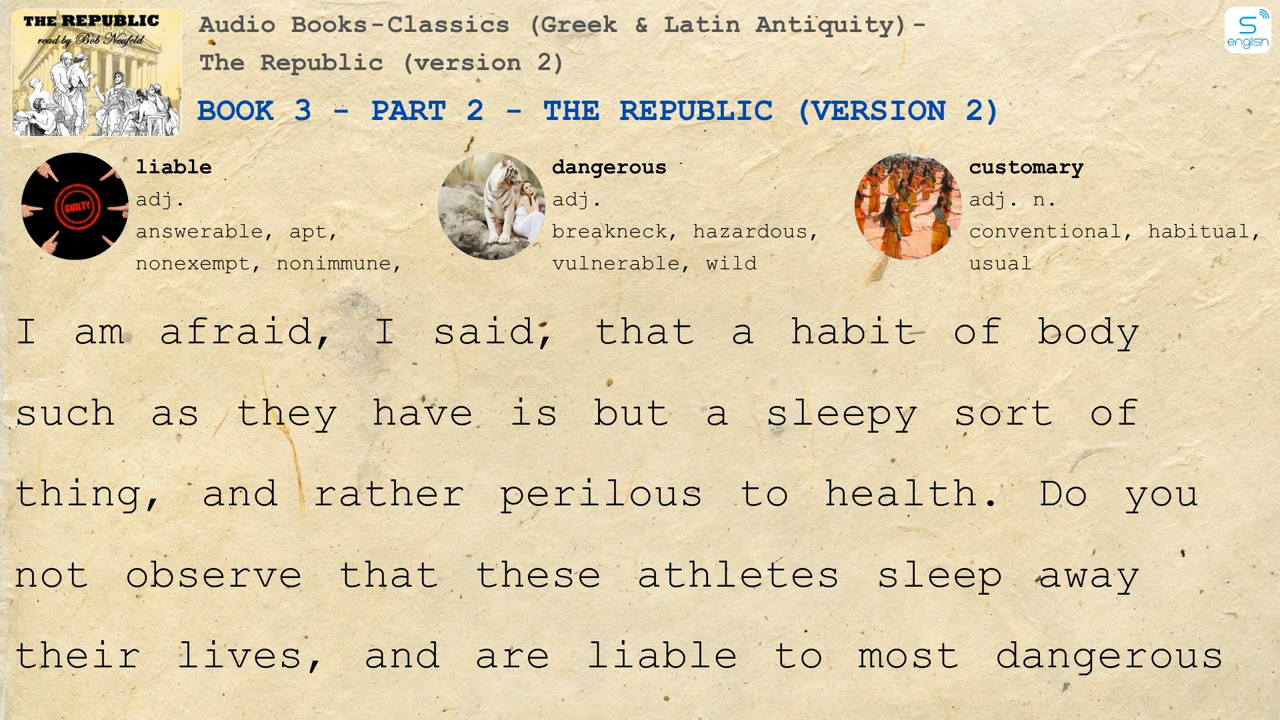 THE REPUBLIC
read by Bob Neufeld
Audio Books-Classics (Greek & Latin Antiquity)-
The Republic (version 2)
BOOK 3 - PART 2 - THE REPUBLIC (VERSION 2)
S
english
GUILTY
liable
adj.
answerable, apt,
nonexempt, nonimmune,
dangerous
adj.
breakneck, hazardous,
vulnerable, wild
customary
adj. n.
conventional, habitual,
usual
I am afraid, I said, that a habit of body
such as they have is but a sleepy sort of
thing, and rather perilous to health. Do you
not observe that these athletes sleep away
their lives, and are liable to most dangerous